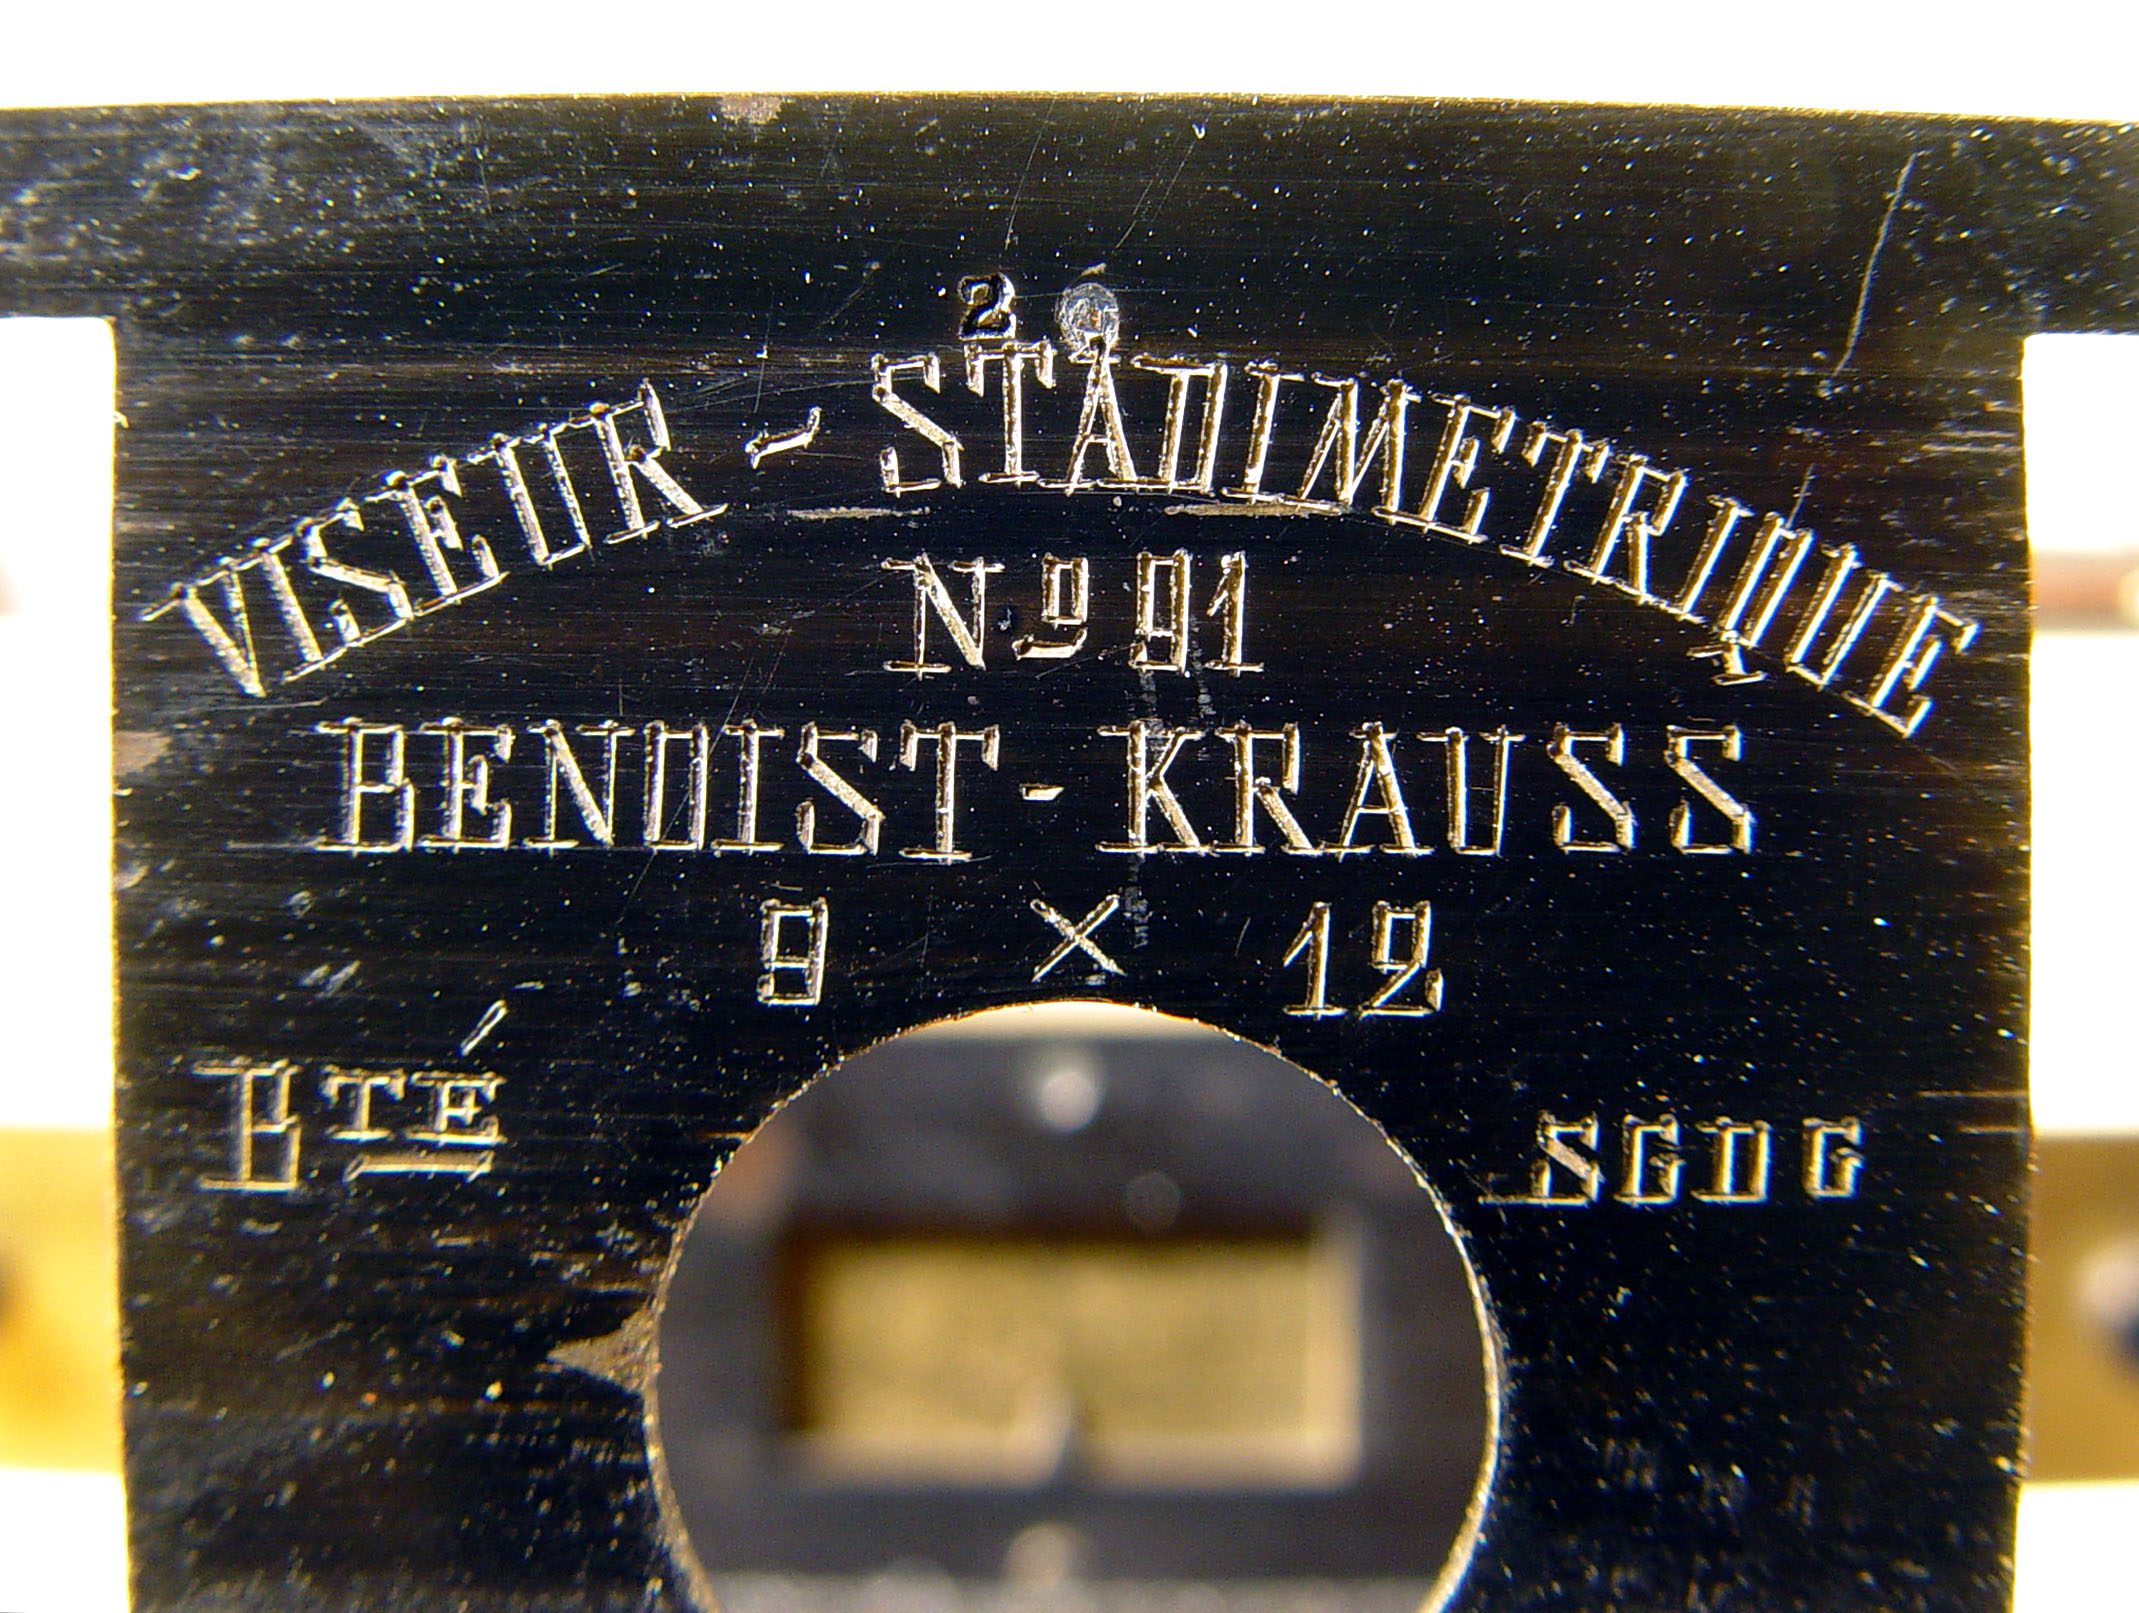 2
VISEUR - STADIMETRIQUE
Nº 91
BENOIST - KRAUSS
9 × 12
BTÉ SGDG